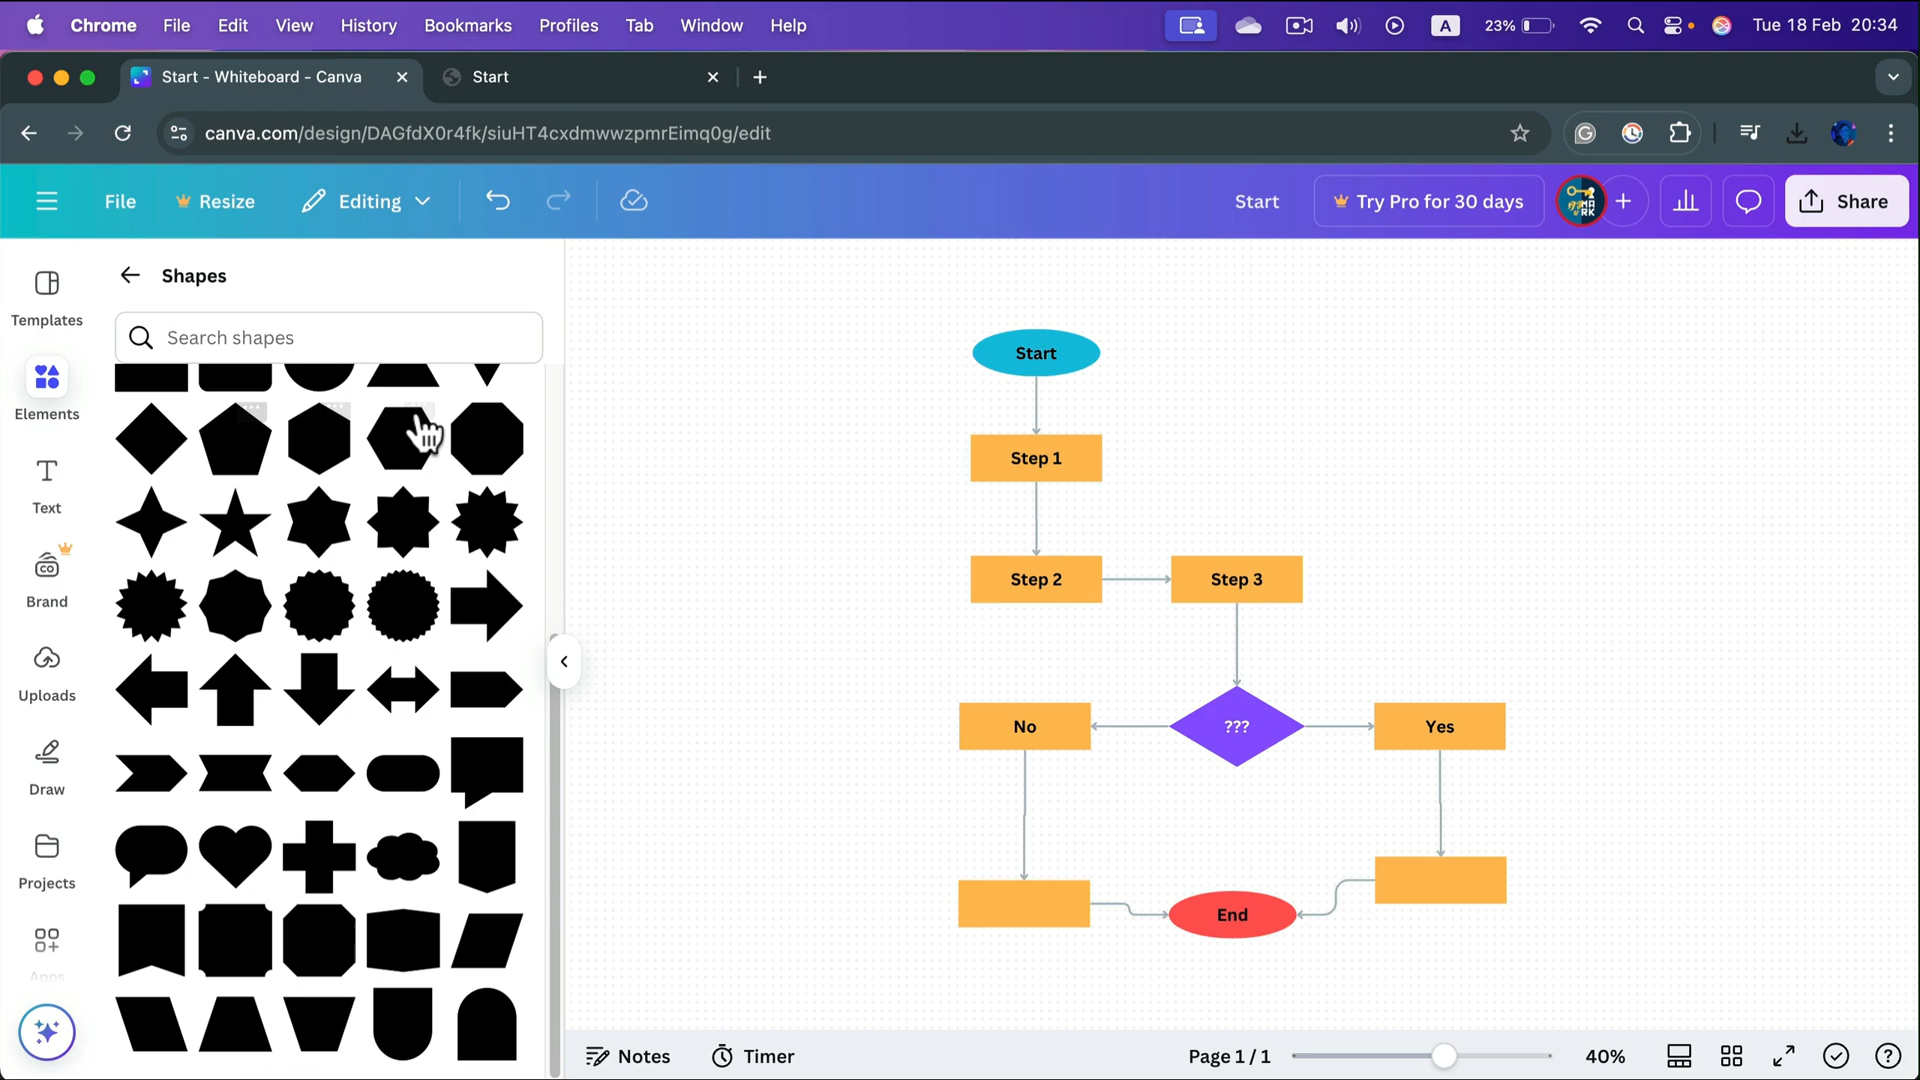 Chrome File Edit View History Bookmarks Profiles Tab Window Help A 23% Tue 18 Feb 20:34
Start - Whiteboard - Canva Start
canva.com/design/DAGfdX0r4fk/siuHT4cxdmwwzpmrEimq0g/edit
File Resize Editing Start Try Pro for 30 days Share
Shapes
Search shapes
Templates
Elements
Text
CO
Brand
Uploads
Draw
Projects
Apps
Start
Step 1
Step 2 Step 3
No ??? Yes
End
Notes Timer Page 1 / 1 40%